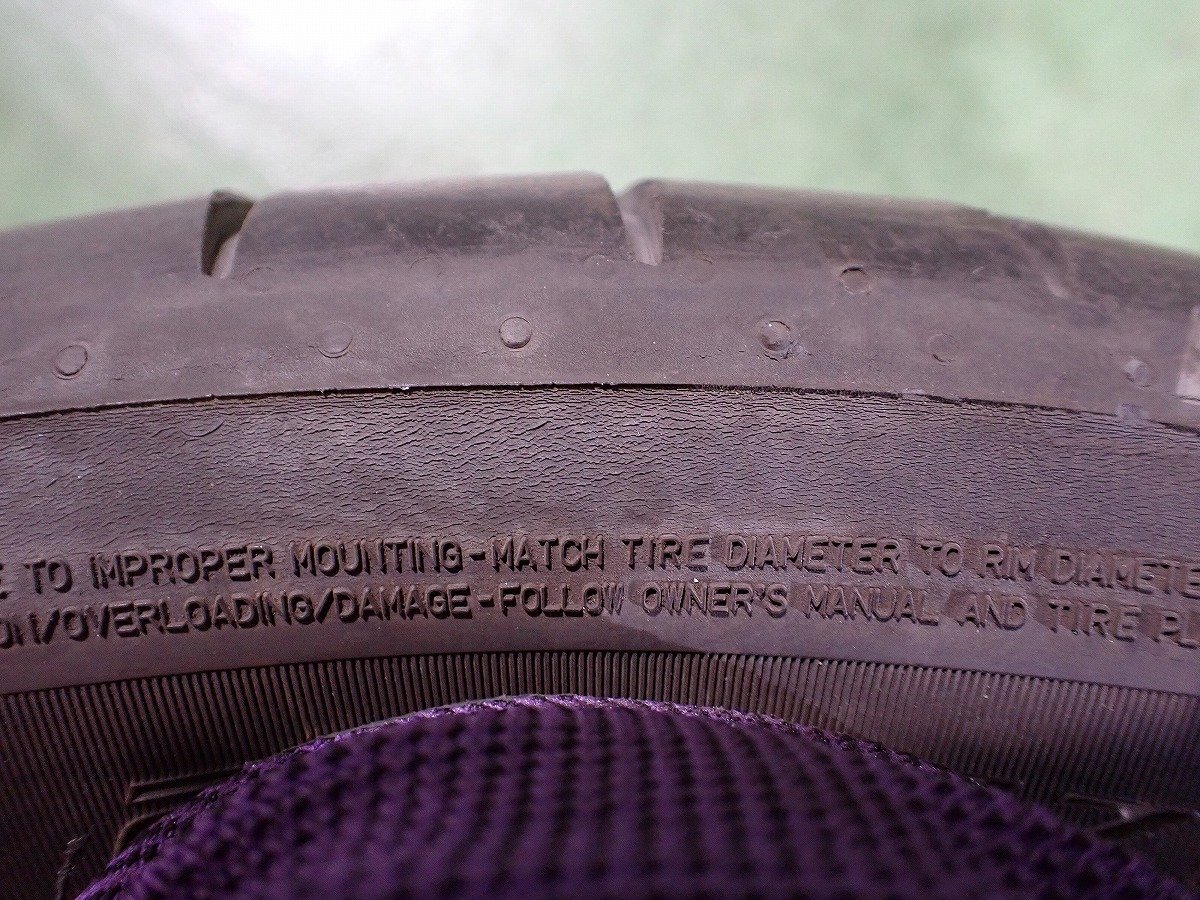 TO IMPROPER MOUNTING-MATCH TIRE DIAMETER TO RIM
/OVERLOADING/DAMAGE-FOLLOW OWNER'S MANUAL AND TIRE